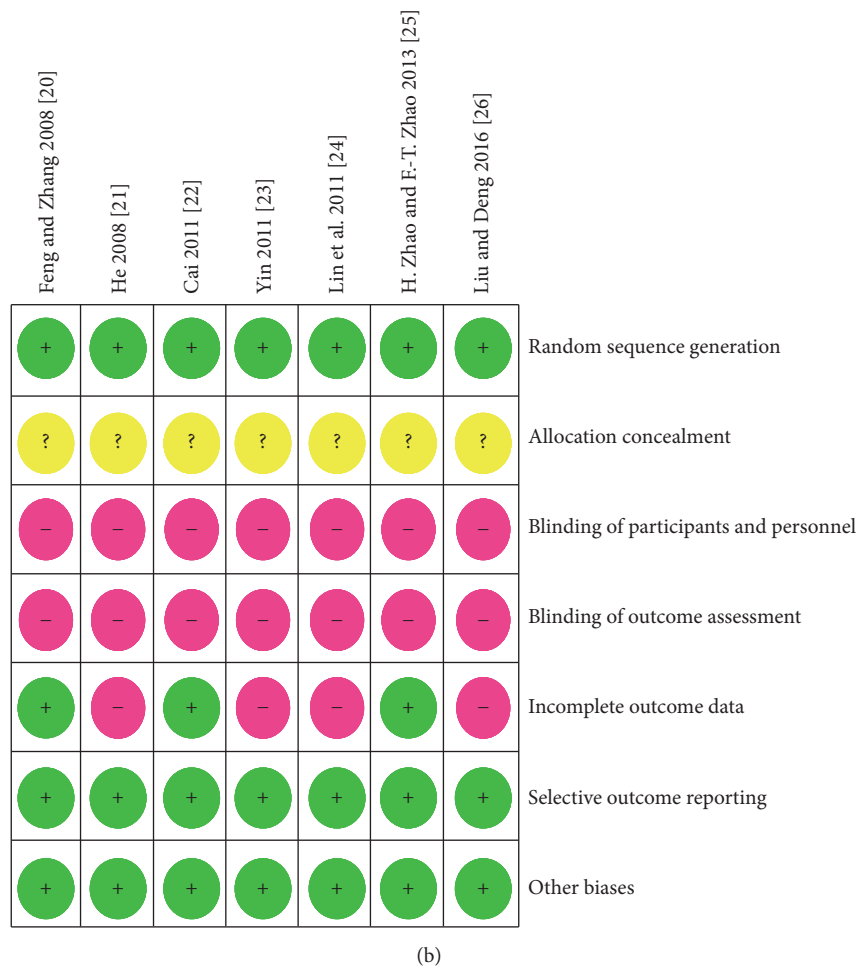 Feng and Zhang 2008 [20]
He 2008 [21]
Cai 2011 [22]
Yin 2011 [23]
Lin et al. 2011 [24]
H. Zhao and F.-T. Zhao 2013 [25]
Liu and Deng 2016 [26]
+ + + + + + + Random sequence generation
? ? ? ? ? ? ? Allocation concealment
− − − − − − − Blinding of participants and personnel
− − − − − − − Blinding of outcome assessment
+ − + − − + − Incomplete outcome data
+ + + + + + + Selective outcome reporting
+ + + + + + + Other biases
(b)